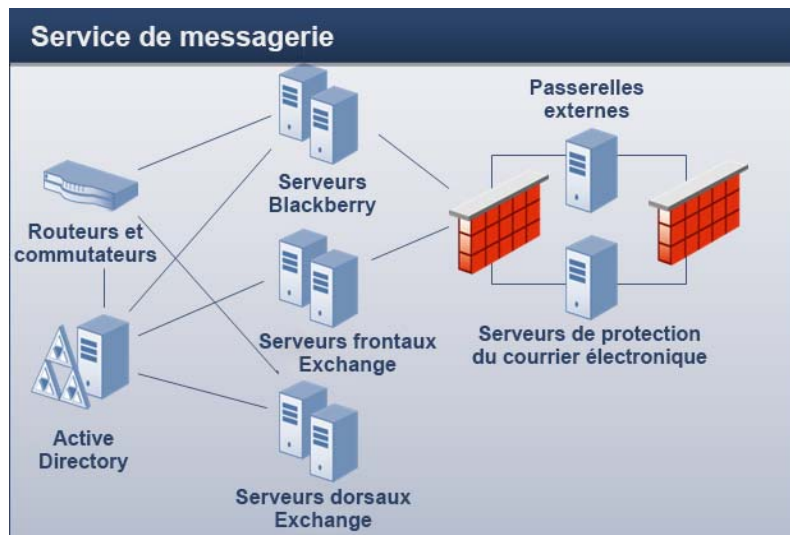 Service de messagerie
Passerelles
externes
Serveurs
Blackberry
Routeurs et
commutateurs
Serveurs frontaux
Exchange
Serveurs de protection
du courrier électronique
Active
Directory
Serveurs dorsaux
Exchange